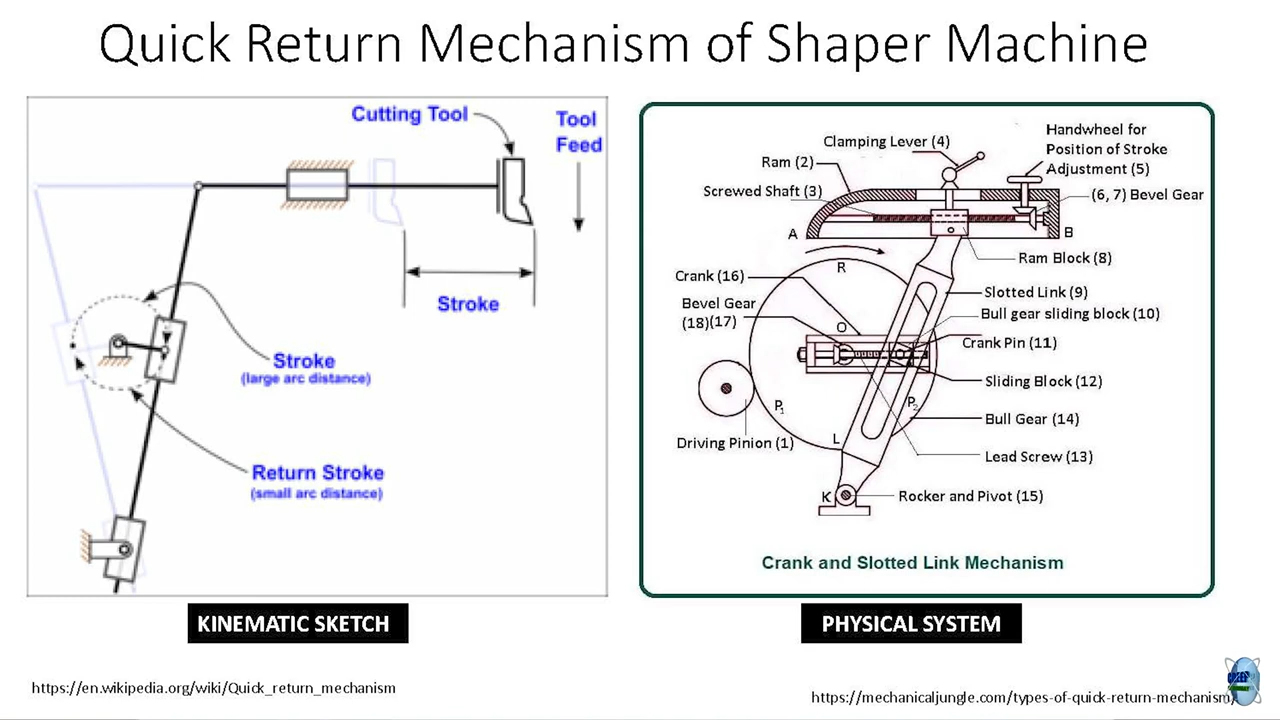 Quick Return Mechanism of Shaper Machine
Cutting Tool
Tool
Feed
Stroke
Stroke
(large arc distance)
Return Stroke
(small arc distance)
KINEMATIC SKETCH
https://en.wikipedia.org/wiki/Quick_return_mechanism
Clamping Lever (4)
Handwheel for
Position of Stroke
Adjustment (5)
Ram (2)
Screwed Shaft (3)
(6, 7) Bevel Gear
A
B
Ram Block (8)
R
Crank (16)
Slotted Link (9)
Bevel Gear
(18)(17)
Bull gear sliding block (10)
O
Crank Pin (11)
Sliding Block (12)
P1
P2
Bull Gear (14)
Driving Pinion (1)
L
Lead Screw (13)
K
Rocker and Pivot (15)
Crank and Slotted Link Mechanism
PHYSICAL SYSTEM
https://mechanicaljungle.com/types-of-quick-return-mechanism/